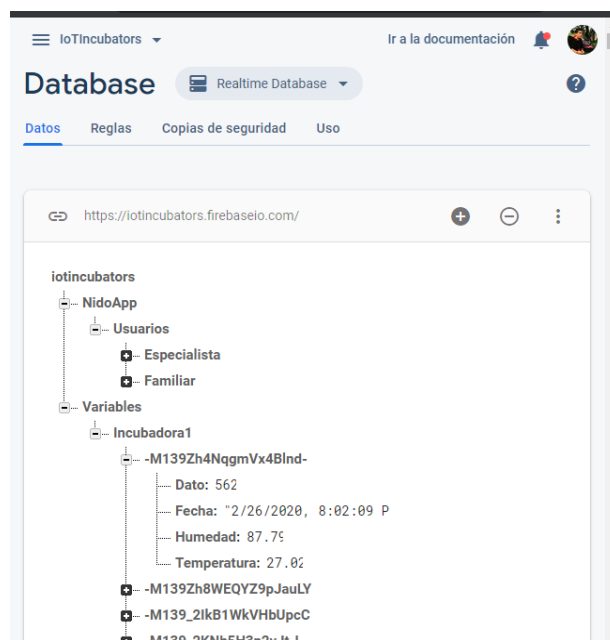 IoTIncubators
Ir a la documentación
Database
Realtime Database
Datos Reglas Copias de seguridad Uso
https://iotincubators.firebaseio.com/
iotincubators
NidoApp
Usuarios
Especialista
Familiar
Variables
Incubadora1
-M139Zh4NqgmVx4Blnd-
Dato: 562
Fecha: "2/26/2020, 8:02:09 P
Humedad: 87.79
Temperatura: 27.02
-M139Zh8WEQYZ9pJauLY
-M139_2IkB1WkVHbUpcC